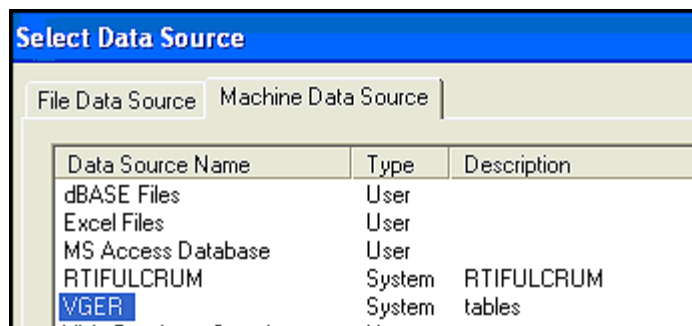 Select Data Source
File Data Source Machine Data Source
Data Source Name Type Description
dBASE Files User
Excel Files User
MS Access Database User
RTIFULCRUM System RTIFULCRUM
VGER System tables